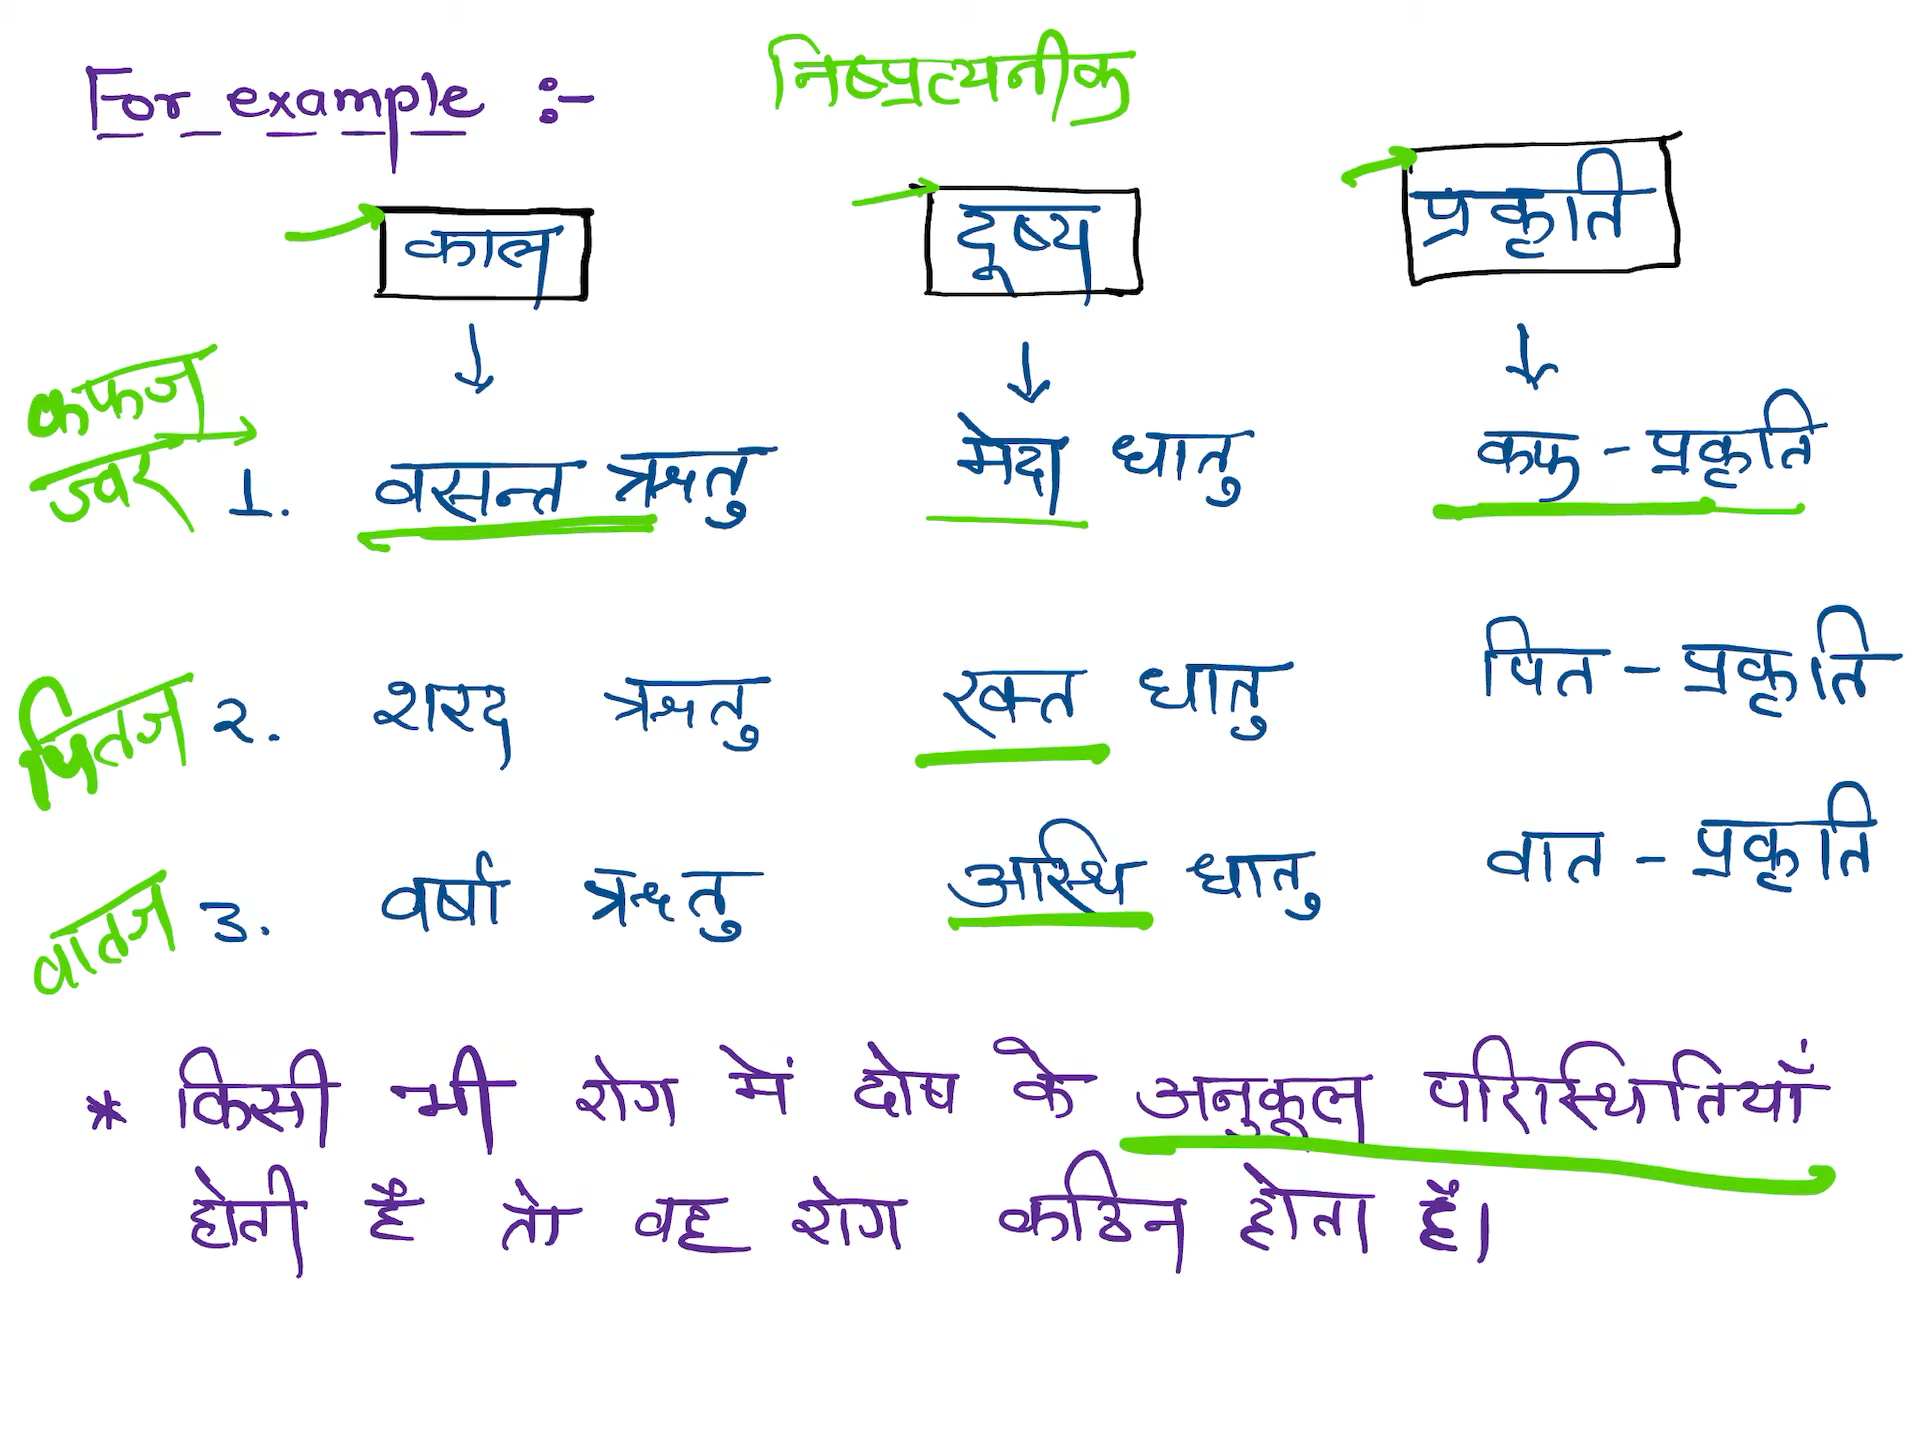 For example :-
निष्प्रत्यनीक
काल दूष्य प्रकृति
कफज
ज्वर
1. वसन्त ऋतु मेदा धातु कफ - प्रकृति
पितज २. शरद ऋतु रक्त धातु पित - प्रकृति
वातज 3. वर्षा ऋतु अस्थि धातु वात - प्रकृति
* किसी भी रोग में दोष के अनुकूल परिस्थितियाँ
होती है तो वह रोग कठिन होता है।